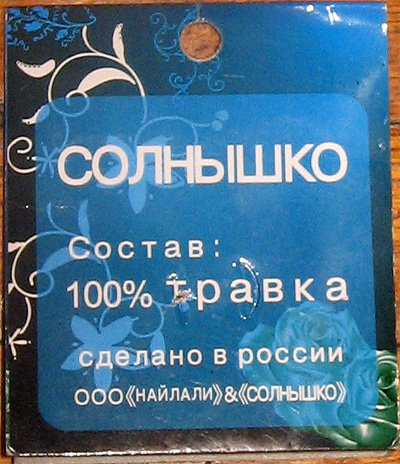 СОЛНЫШКО
Состав:
100% травка
сделано в россии
ООО《НАЙЛАЛИ》&《СОЛНЫШКО》